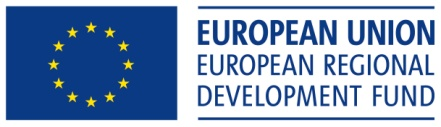 EUROPEAN UNION
EUROPEAN REGIONAL
DEVELOPMENT FUND